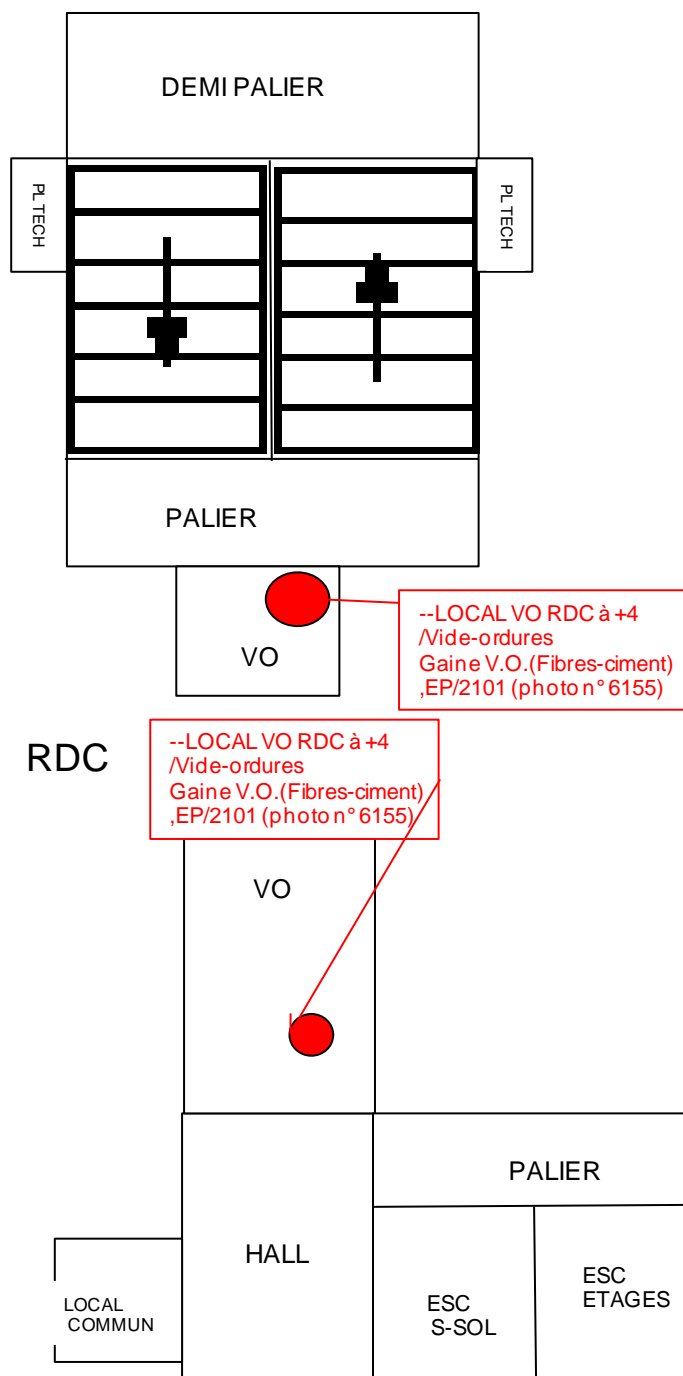 DEMI PALIER
PL TECH
PL TECH
PALIER
VO
--LOCAL VO RDC à +4
/Vide-ordures
Gaine V.O.(Fibres-ciment)
,EP/2101 (photo n° 6155)
RDC
--LOCAL VO RDC à +4
/Vide-ordures
Gaine V.O.(Fibres-ciment)
,EP/2101 (photo n° 6155)
VO
PALIER
HALL
LOCAL
COMMUN
ESC
S-SOL
ESC
ETAGES